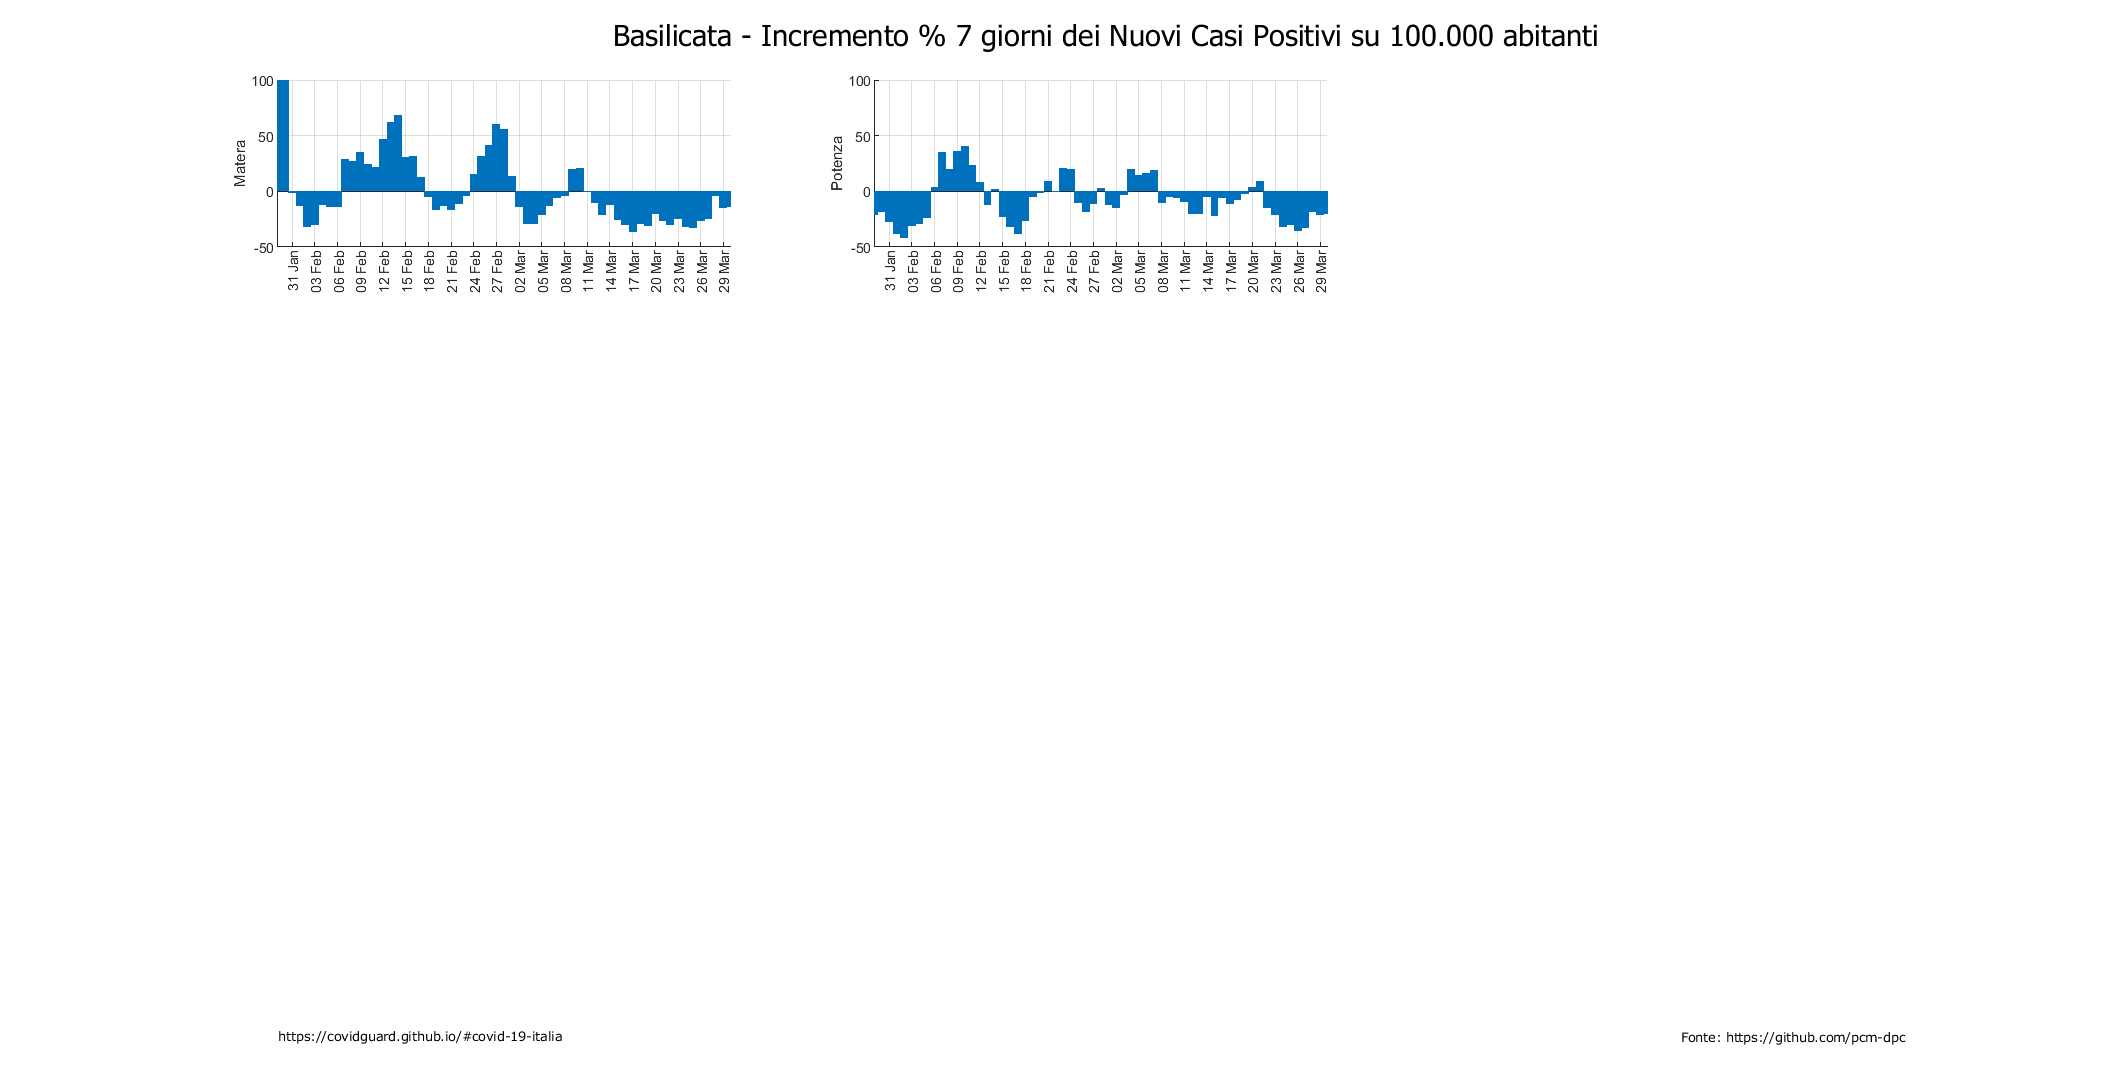 Basilicata - Incremento % 7 giorni dei Nuovi Casi Positivi su 100.000 abitanti
Matera
100
50
0
-50
31 Jan
03 Feb
06 Feb
09 Feb
12 Feb
15 Feb
18 Feb
21 Feb
24 Feb
27 Feb
02 Mar
05 Mar
08 Mar
11 Mar
14 Mar
17 Mar
20 Mar
23 Mar
26 Mar
29 Mar
Potenza
100
50
0
-50
31 Jan
03 Feb
06 Feb
09 Feb
12 Feb
15 Feb
18 Feb
21 Feb
24 Feb
27 Feb
02 Mar
05 Mar
08 Mar
11 Mar
14 Mar
17 Mar
20 Mar
23 Mar
26 Mar
29 Mar
https://covidguard.github.io/#covid-19-italia
Fonte: https://github.com/pcm-dpc